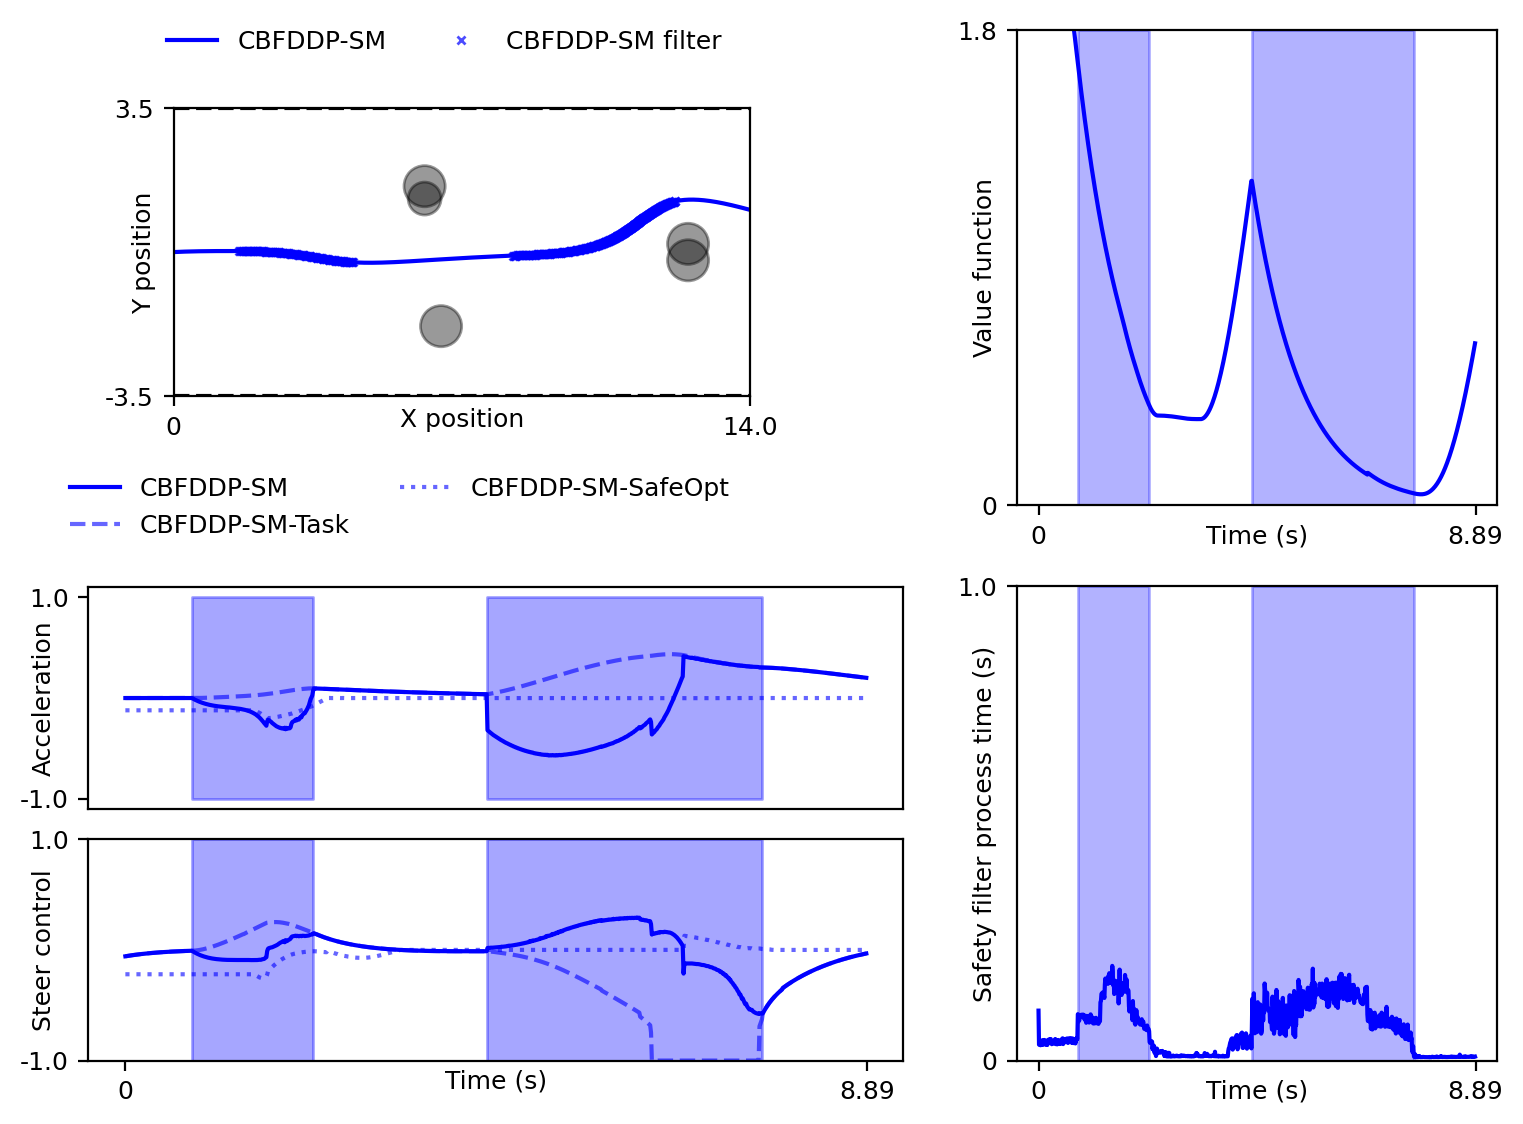 CBFDDP-SM
CBFDDP-SM filter
3.5
Y position
-3.5
0
X position
14.0
CBFDDP-SM
CBFDDP-SM-SafeOpt
CBFDDP-SM-Task
1.0
Acceleration
-1.0
1.0
Steer control
-1.0
0
Time (s)
8.89
1.8
Value function
0
0
Time (s)
8.89
1.0
Safety filter process time (s)
0
0
Time (s)
8.89